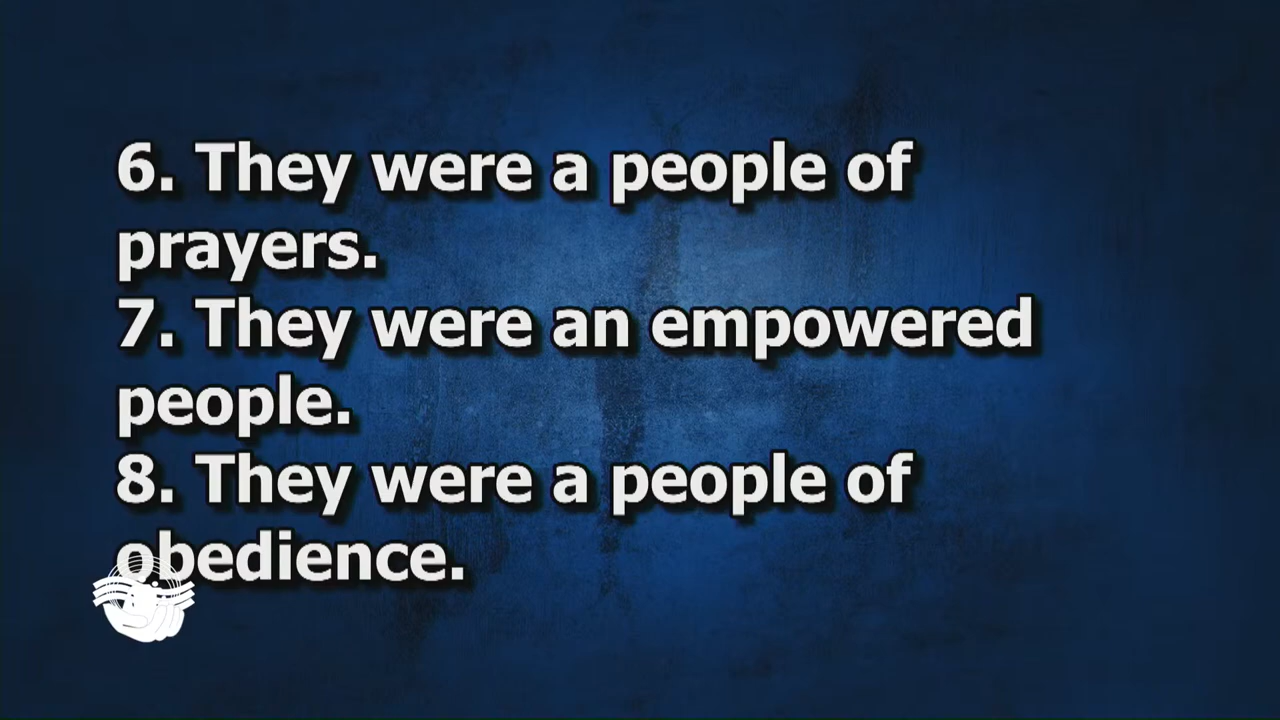 6. They were a people of
prayers.
7. They were an empowered
people.
8. They were a people of
obedience.